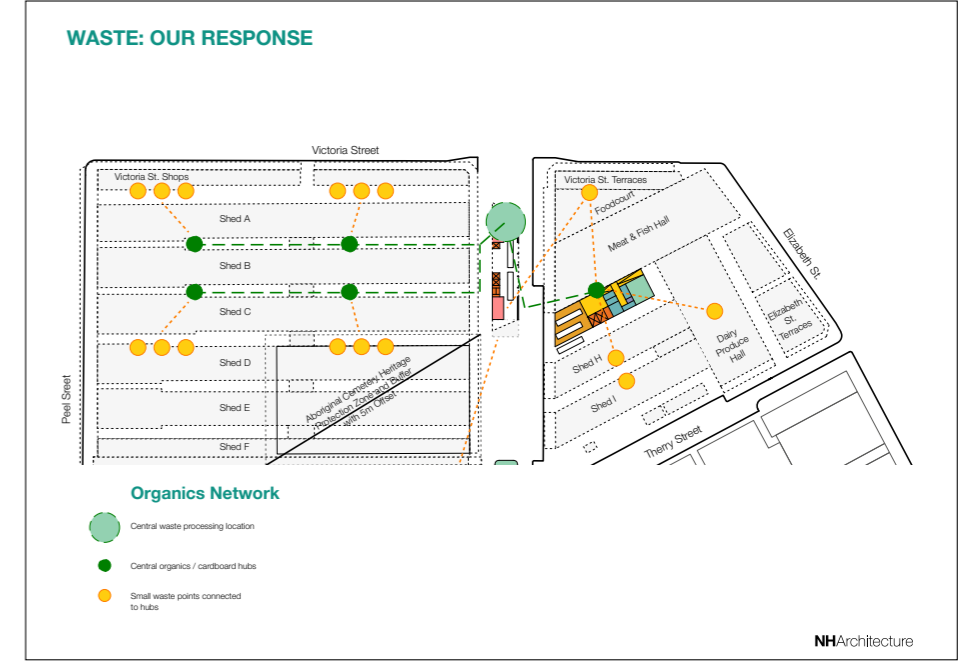 WASTE: OUR RESPONSE
Victoria Street
Victoria St. Shops
Victoria St. Terraces
Foodcourt
Shed A
Meat & Fish Hall
Elizabeth St.
Shed B
Shed C
Elizabeth
St.
Terraces
Dairy
Produce
Hall
Shed D
Shed H
Aboriginal Cemetery Heritage
Protection Zone and Buffer
with 5m Offset
Peel Sreet
Shed E
Shed I
Shed F
Therry Street
Organics Network
Central waste processing location
Central organics / cardboard hubs
Small waste points connected
to hubs
NHArchitecture